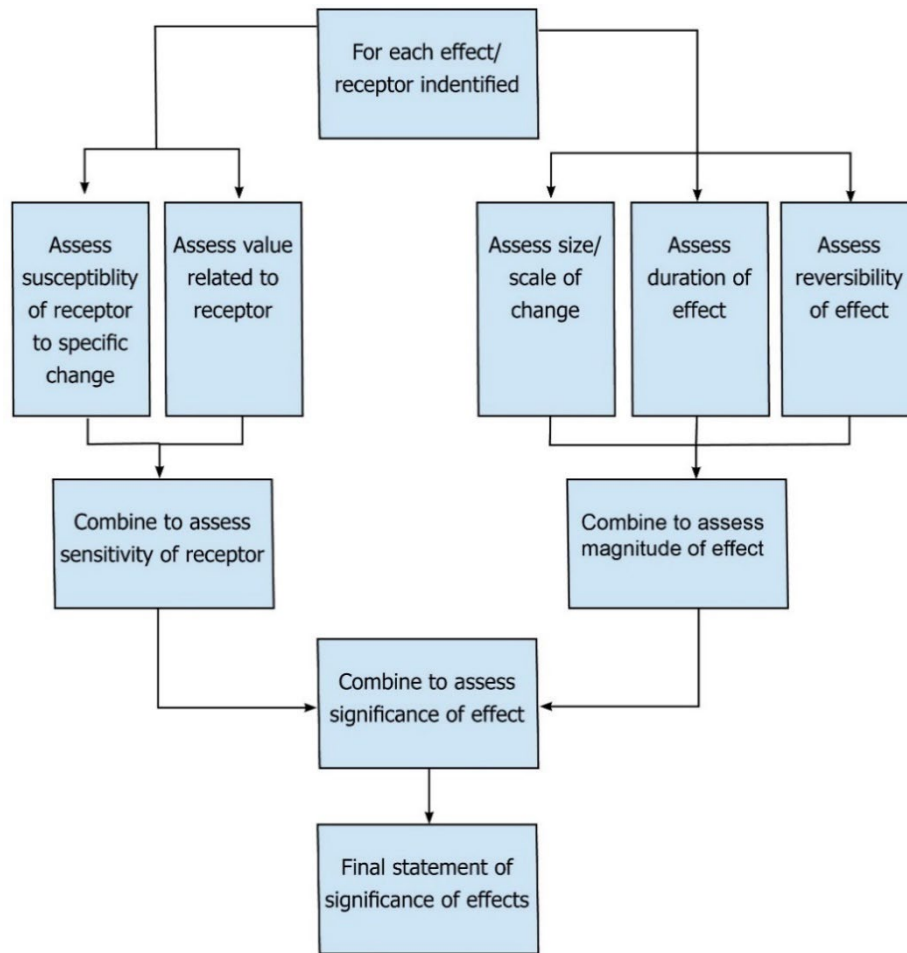 For each effect/
receptor indentified
Assess
susceptiblity
of receptor
to specific
change
Assess value
related to
receptor
Assess size/
scale of
change
Assess
duration of
effect
Assess
reversibility
of effect
Combine to assess
sensitivity of receptor
Combine to assess
magnitude of effect
Combine to assess
significance of effect
Final statement of
significance of effects